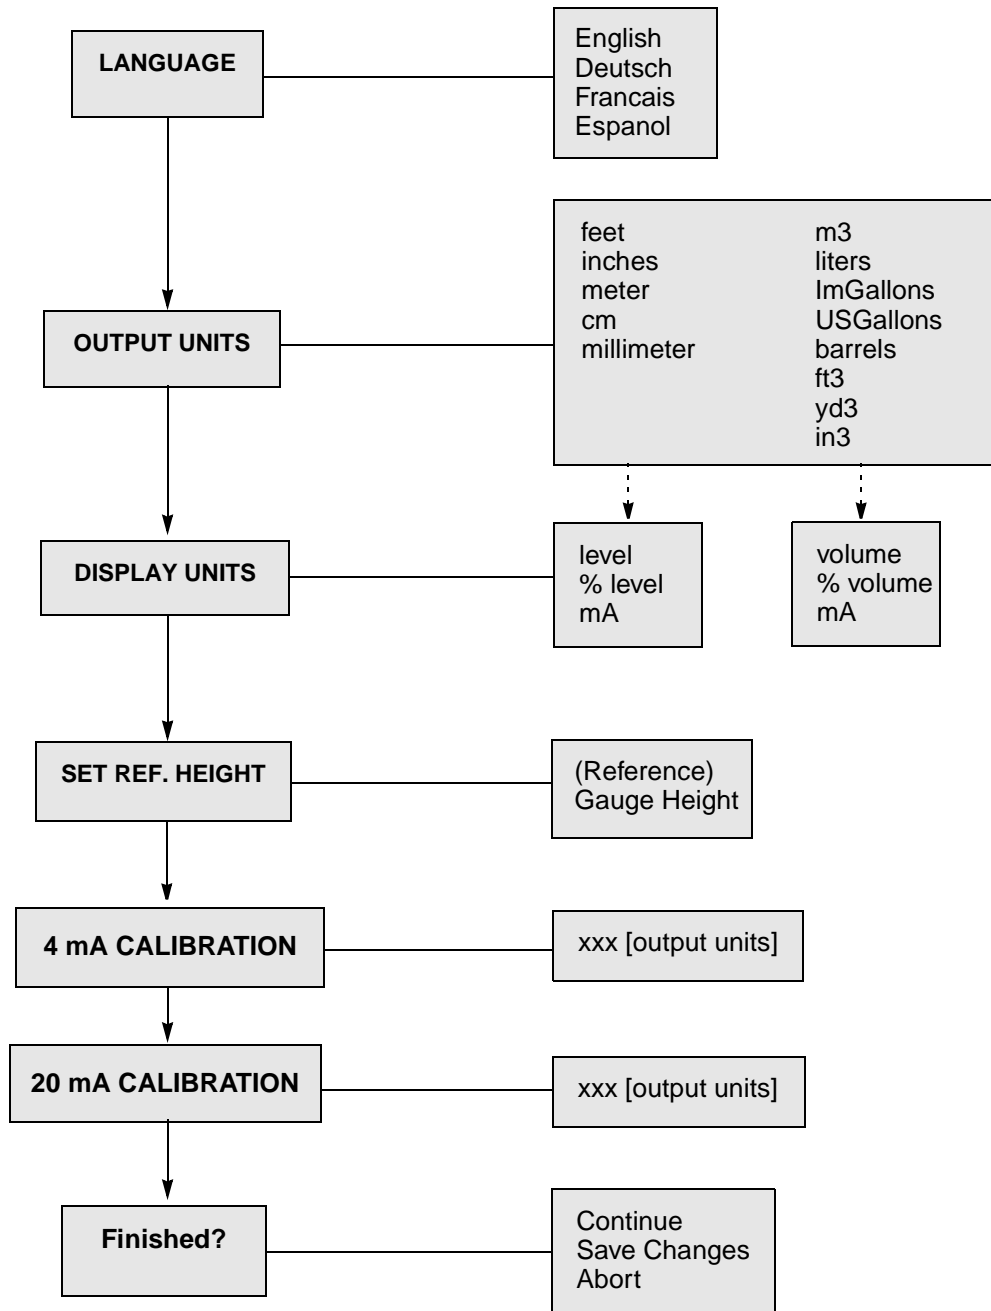 LANGUAGE
English
Deutsch
Francais
Espanol
OUTPUT UNITS
feet
inches
meter
cm
millimeter
m3
liters
ImGallons
USGallons
barrels
ft3
yd3
in3
DISPLAY UNITS
level
% level
mA
volume
% volume
mA
SET REF. HEIGHT
(Reference)
Gauge Height
4 mA CALIBRATION
xxx [output units]
20 mA CALIBRATION
xxx [output units]
Finished?
Continue
Save Changes
Abort